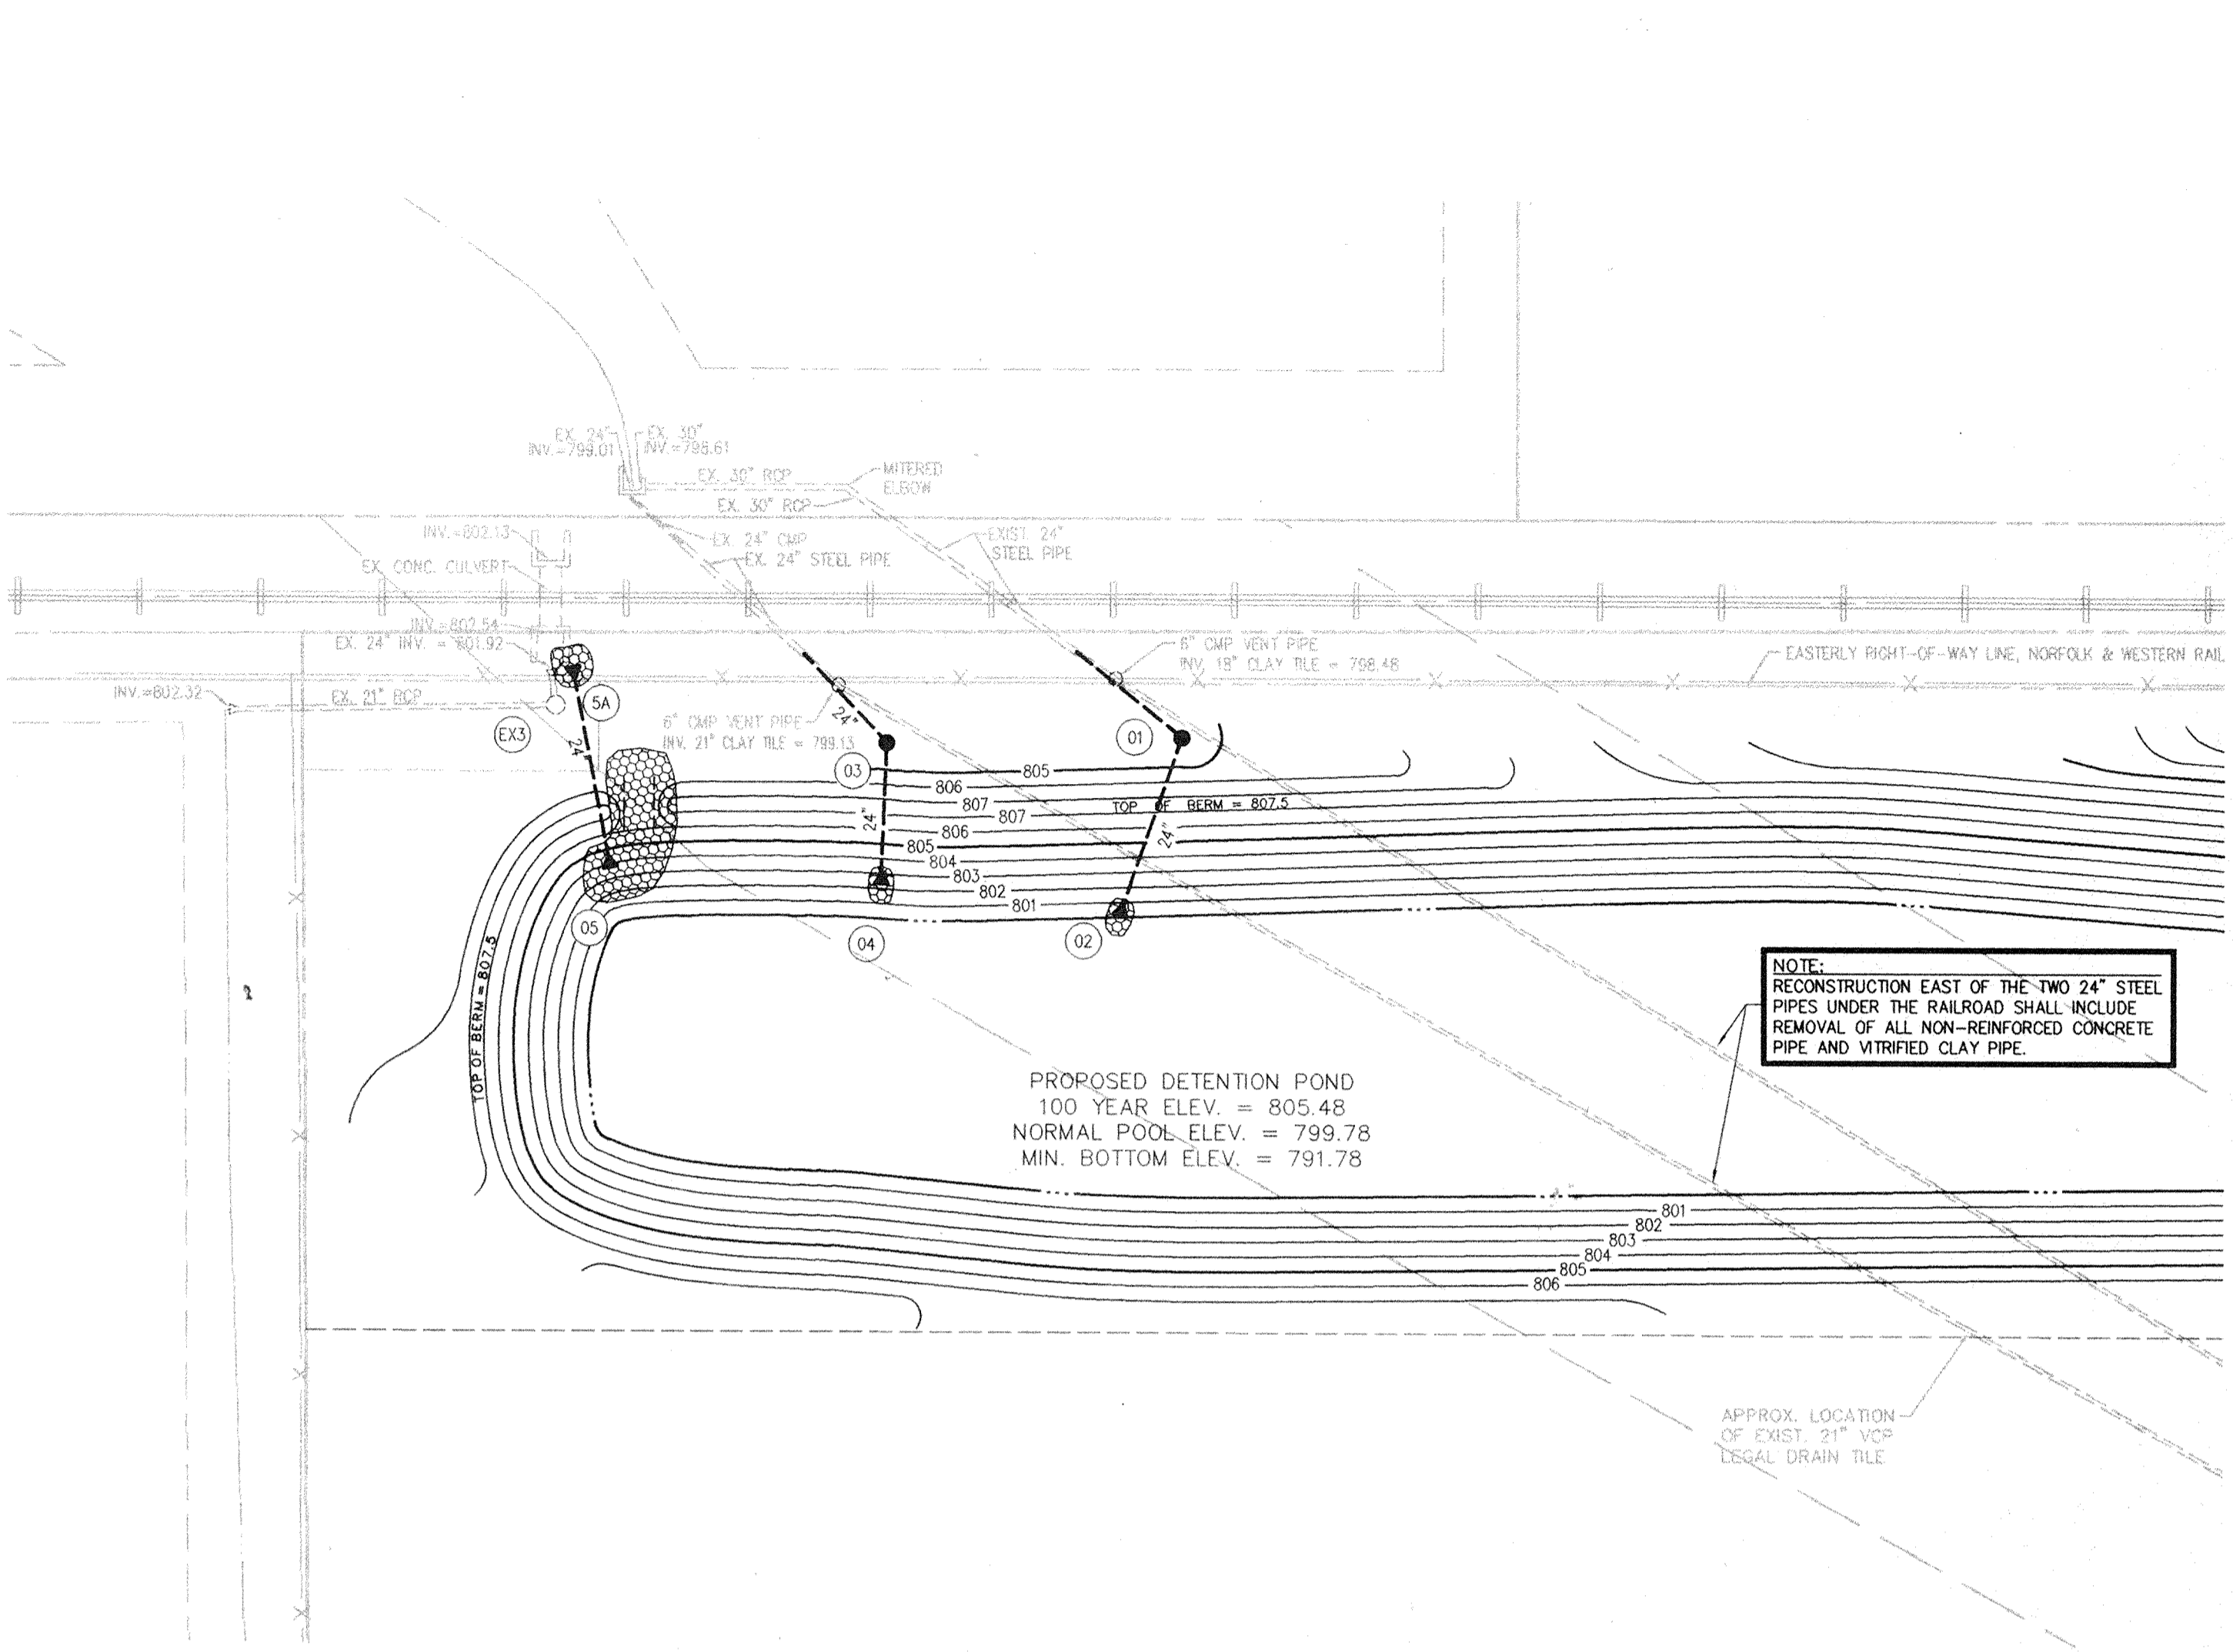 EX. 24"
INV.=799.01
EX. 30"
INV.=798.61
EX. 30" RCP
MITERED
ELBOW
EX. 30" RCP
INV.=802.13
EX. 24" CMP
EX. 24" STEEL PIPE
EXIST. 24"
STEEL PIPE
EX. CONC. CULVERT
INV.=802.54
EX. 24" INV. = 801.92
6" CMP VENT PIPE
INV. 18" CLAY TILE = 798.48
EASTERLY RIGHT-OF-WAY LINE, NORFOLK & WESTERN RAIL
INV.=802.32
EX. 21" RCP
5A
EX3
24"
6" CMP VENT PIPE
INV. 21" CLAY TILE = 799.13
24"
01
03
805
806
807
TOP OF BERM = 807.5
807
24"
806
24"
805
804
803
802
801
05
04
02
TOP OF BERM = 807.5
NOTE:
RECONSTRUCTION EAST OF THE TWO 24" STEEL
PIPES UNDER THE RAILROAD SHALL INCLUDE
REMOVAL OF ALL NON-REINFORCED CONCRETE
PIPE AND VITRIFIED CLAY PIPE.
PROPOSED DETENTION POND
100 YEAR ELEV. = 805.48
NORMAL POOL ELEV. = 799.78
MIN. BOTTOM ELEV. = 791.78
801
802
803
804
805
806
APPROX. LOCATION
OF EXIST. 21" VCP
LEGAL DRAIN TILE